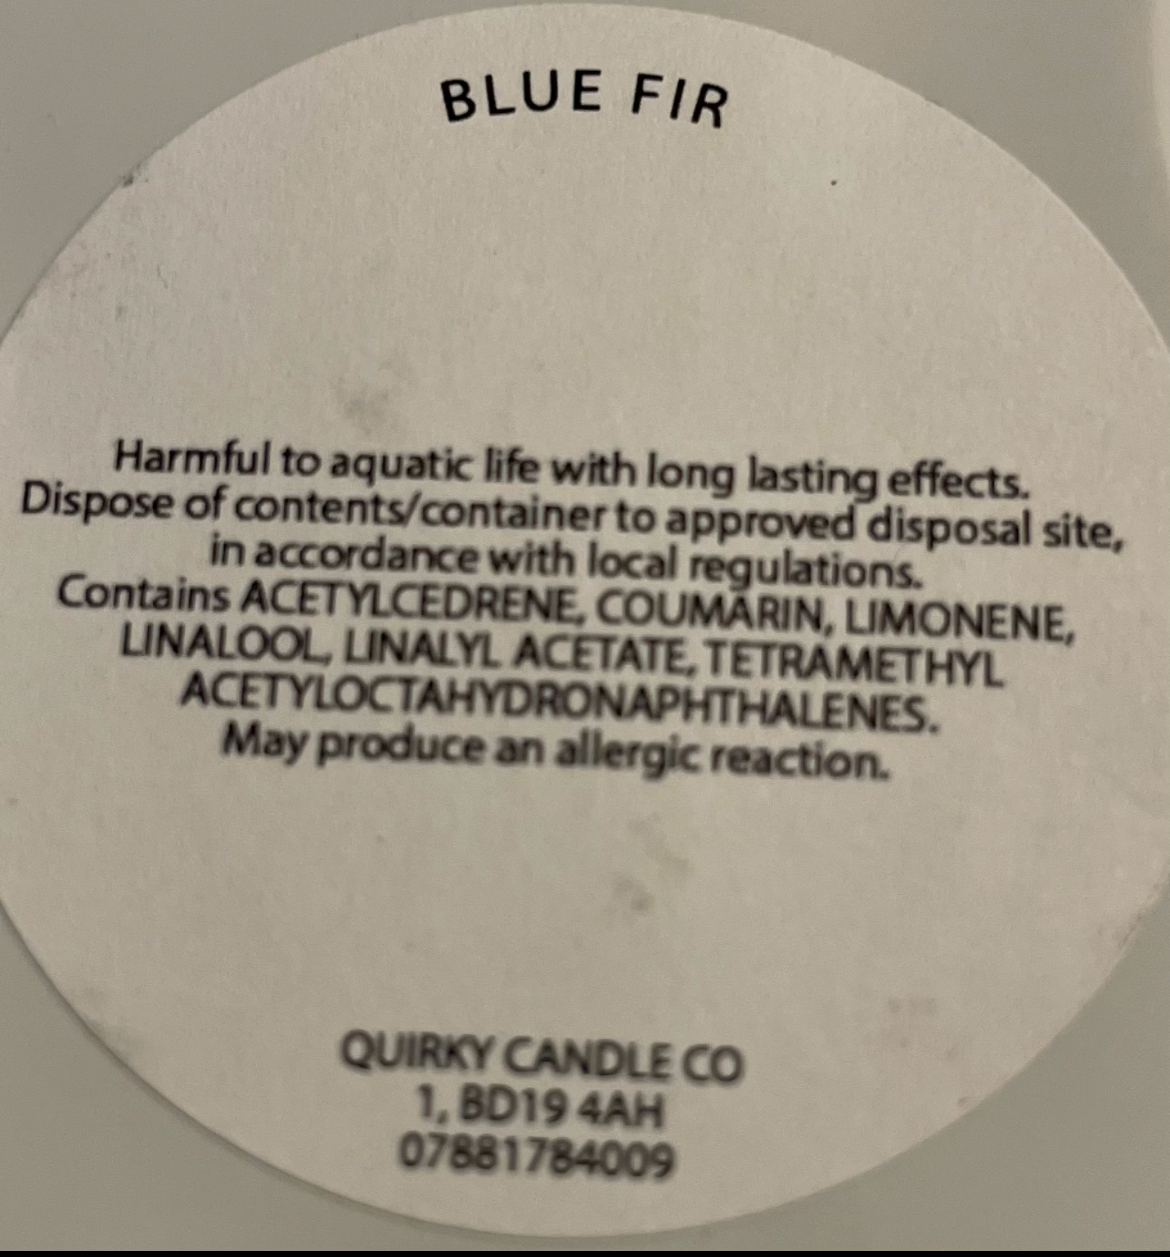 BLUE FIR
Harmful to aquatic life with long lasting effects.
Dispose of contents/container to approved disposal site,
in accordance with local regulations.
Contains ACETYLCEDRENE, COUMARIN, LIMONENE,
LINALOOL, LINALYL ACETATE, TETRAMETHYL
ACETYLOCTAHYDRONAPHTHALENES.
May produce an allergic reaction.
QUIRKY CANDLE CO
1, BD19 4AH
07881784009